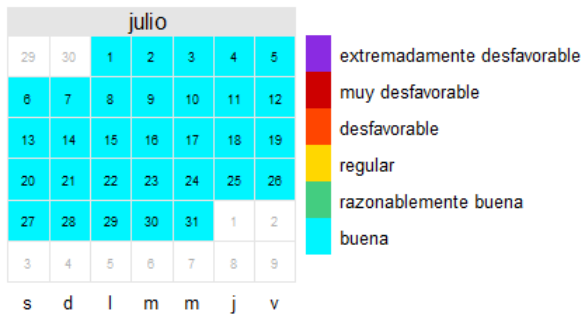 julio
29 30 1 2 3 4 5
6 7 8 9 10 11 12
13 14 15 16 17 18 19
20 21 22 23 24 25 26
27 28 29 30 31 1 2
3 4 5 6 7 8 9
s d l m m j v
extremadamente desfavorable
muy desfavorable
desfavorable
regular
razonablemente buena
buena